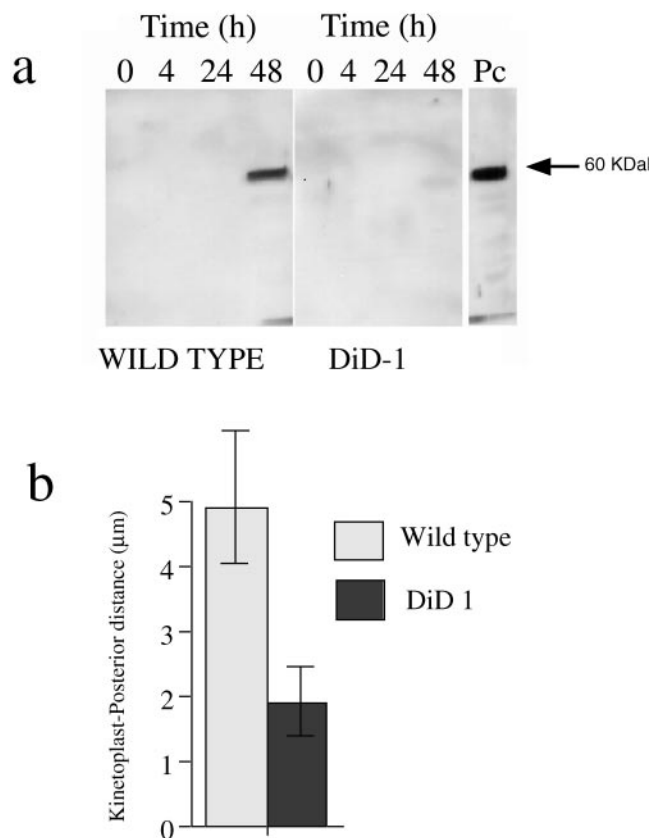 a
Time (h) Time (h)
0 4 24 48 0 4 24 48 Pc
60 KDal
WILD TYPE DiD-1
b
Kinetoplast-Posterior distance (μm)
5
4
3
2
1
0
Wild type
DiD 1